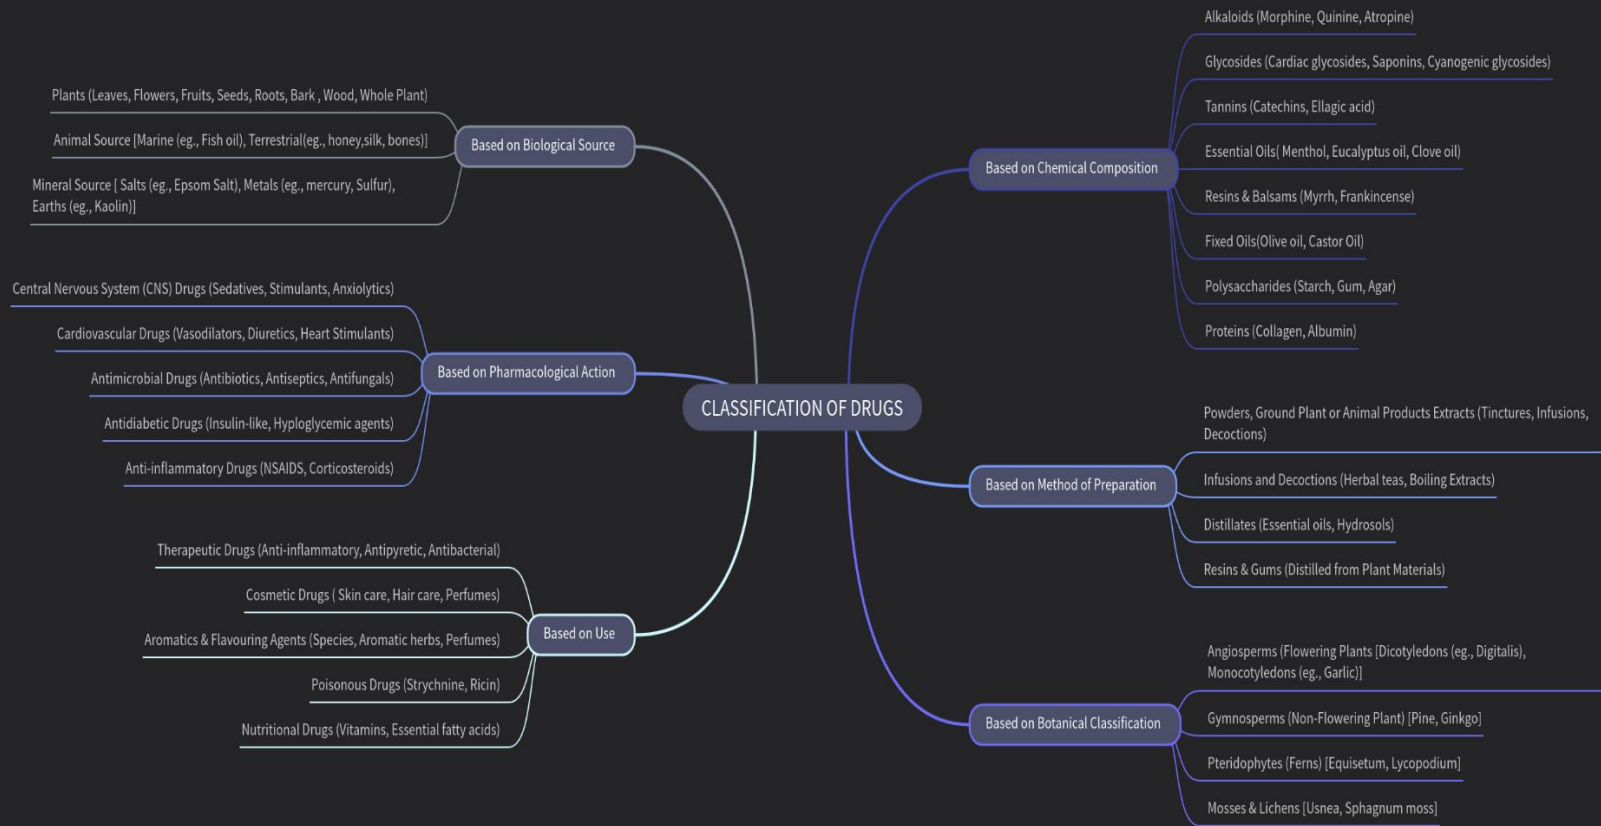 CLASSIFICATION OF DRUGS
Based on Biological Source
Plants (Leaves, Flowers, Fruits, Seeds, Roots, Bark , Wood, Whole Plant)
Animal Source [Marine (eg., Fish oil), Terrestrial(eg., honey,silk, bones)]
Mineral Source [ Salts (eg., Epsom Salt), Metals (eg., mercury, Sulfur),
Earths (eg., Kaolin)]
Based on Pharmacological Action
Central Nervous System (CNS) Drugs (Sedatives, Stimulants, Anxiolytics)
Cardiovascular Drugs (Vasodilators, Diuretics, Heart Stimulants)
Antimicrobial Drugs (Antibiotics, Antiseptics, Antifungals)
Antidiabetic Drugs (Insulin-like, Hyploglycemic agents)
Anti-inflammatory Drugs (NSAIDS, Corticosteroids)
Based on Use
Therapeutic Drugs (Anti-inflammatory, Antipyretic, Antibacterial)
Cosmetic Drugs ( Skin care, Hair care, Perfumes)
Aromatics & Flavouring Agents (Species, Aromatic herbs, Perfumes)
Poisonous Drugs (Strychnine, Ricin)
Nutritional Drugs (Vitamins, Essential fatty acids)
Based on Chemical Composition
Alkaloids (Morphine, Quinine, Atropine)
Glycosides (Cardiac glycosides, Saponins, Cyanogenic glycosides)
Tannins (Catechins, Ellagic acid)
Essential Oils( Menthol, Eucalyptus oil, Clove oil)
Resins & Balsams (Myrrh, Frankincense)
Fixed Oils(Olive oil, Castor Oil)
Polysaccharides (Starch, Gum, Agar)
Proteins (Collagen, Albumin)
Based on Method of Preparation
Powders, Ground Plant or Animal Products Extracts (Tinctures, Infusions,
Decoctions)
Infusions and Decoctions (Herbal teas, Boiling Extracts)
Distillates (Essential oils, Hydrosols)
Resins & Gums (Distilled from Plant Materials)
Based on Botanical Classification
Angiosperms (Flowering Plants [Dicotyledons (eg., Digitalis),
Monocotyledons (eg., Garlic)]
Gymnosperms (Non-Flowering Plant) [Pine, Ginkgo]
Pteridophytes (Ferns) [Equisetum, Lycopodium]
Mosses & Lichens [Usnea, Sphagnum moss]